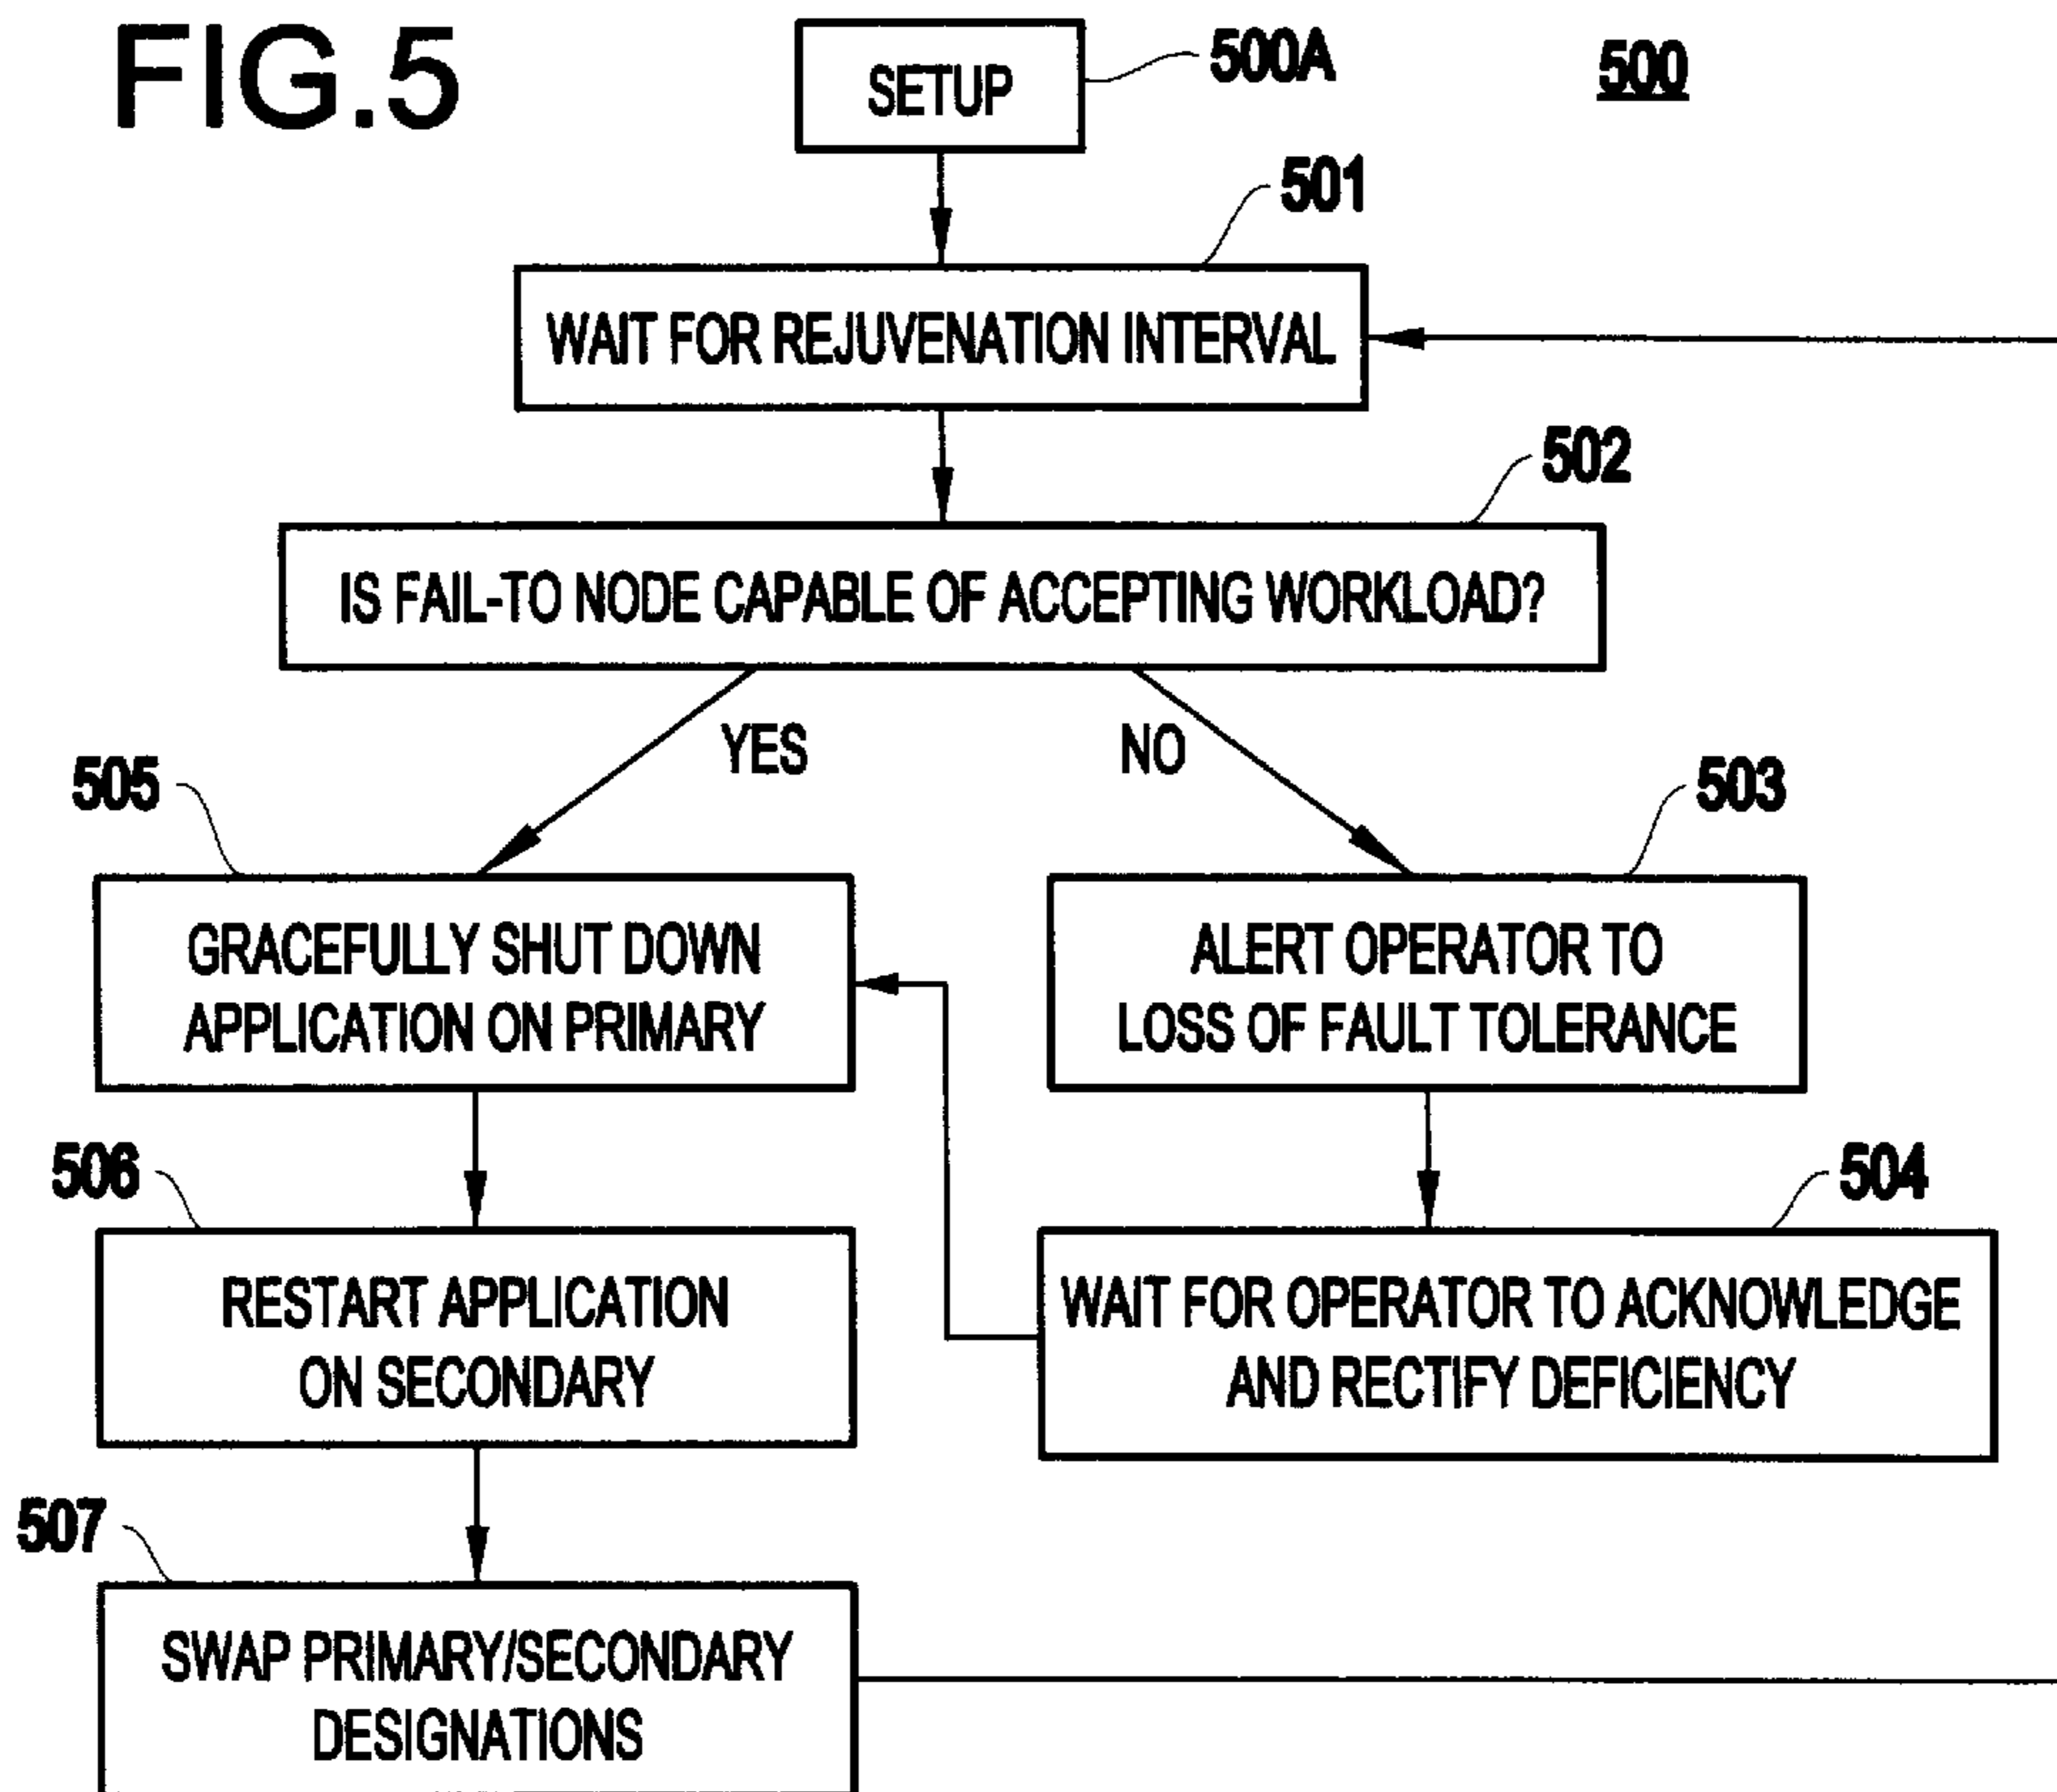 FIG.5
SETUP
500A
500
501
WAIT FOR REJUVENATION INTERVAL
502
IS FAIL-TO NODE CAPABLE OF ACCEPTING WORKLOAD?
YES
NO
505
503
GRACEFULLY SHUT DOWN
APPLICATION ON PRIMARY
ALERT OPERATOR TO
LOSS OF FAULT TOLERANCE
506
504
RESTART APPLICATION
ON SECONDARY
WAIT FOR OPERATOR TO ACKNOWLEDGE
AND RECTIFY DEFICIENCY
507
SWAP PRIMARY/SECONDARY
DESIGNATIONS